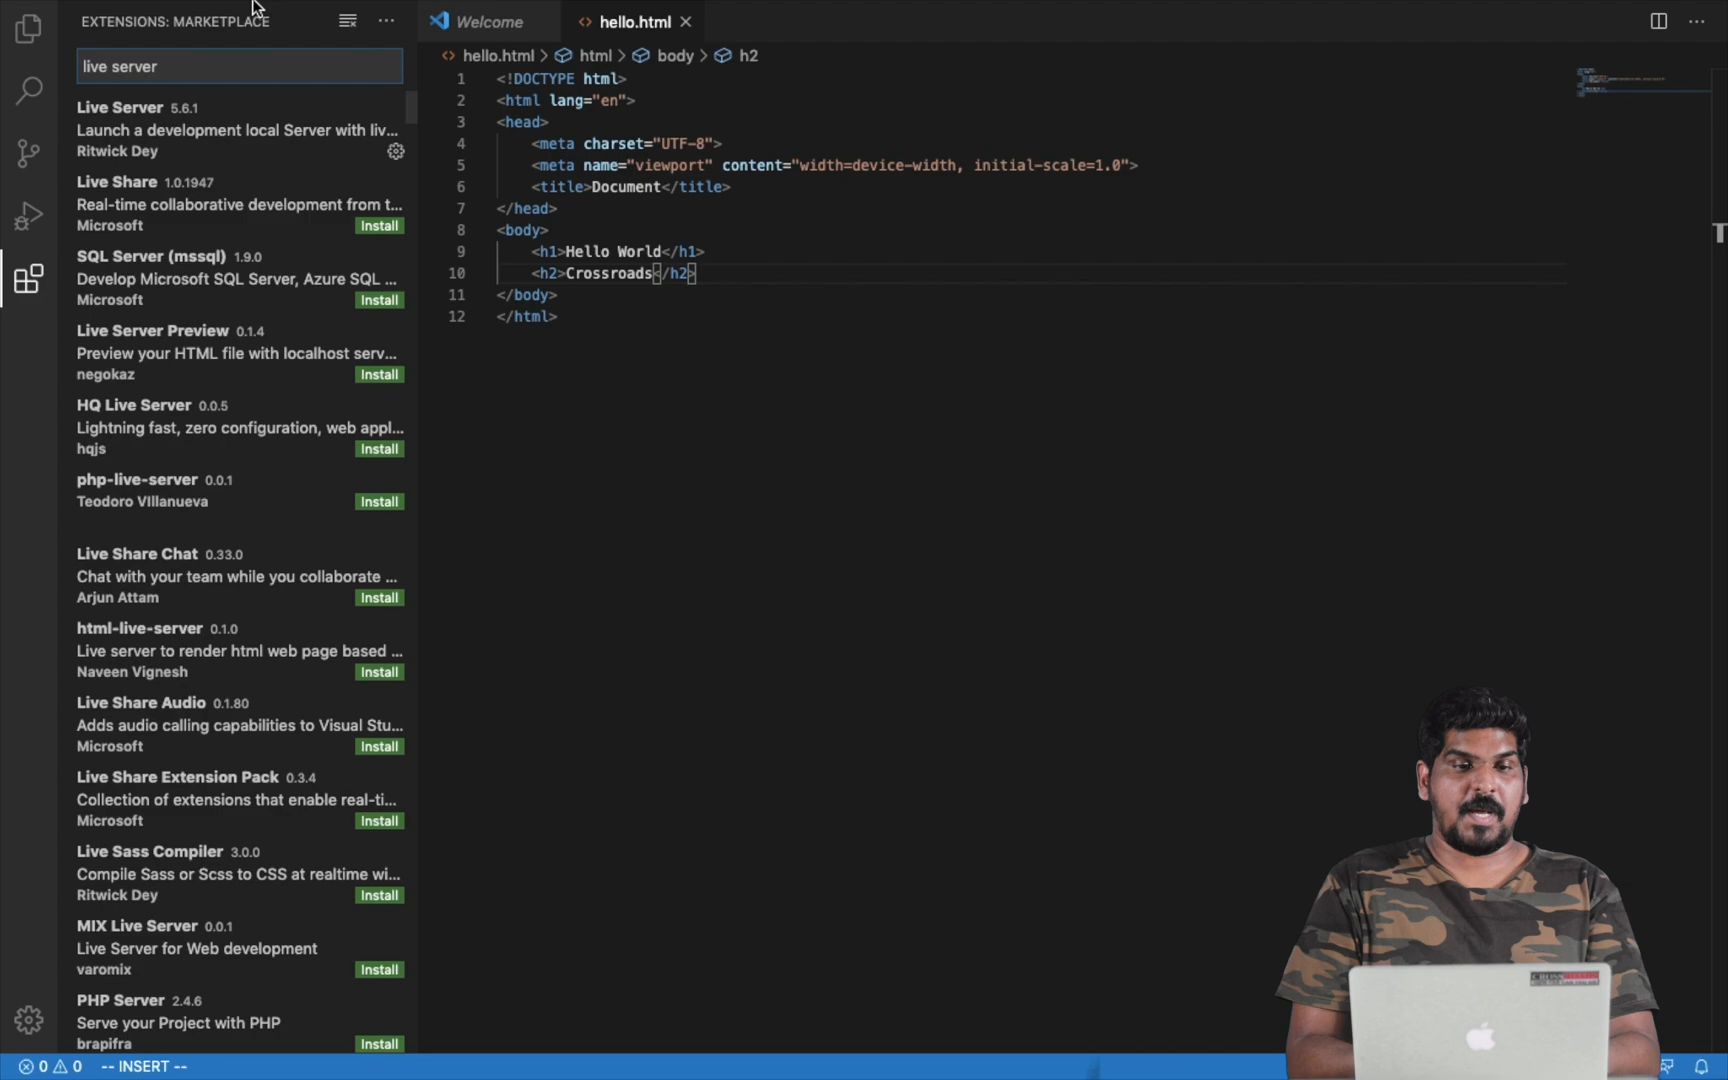 EXTENSIONS: MARKETPLACE
live server
Live Server 5.6.1
Launch a development local Server with liv...
Ritwick Dey
Live Share 1.0.1947
Real-time collaborative development from t...
Microsoft Install
SQL Server (mssql) 1.9.0
Develop Microsoft SQL Server, Azure SQL ...
Microsoft Install
Live Server Preview 0.1.4
Preview your HTML file with localhost serv...
negokaz Install
HQ Live Server 0.0.5
Lightning fast, zero configuration, web appl...
hqjs Install
php-live-server 0.0.1
Teodoro VIllanueva Install
Live Share Chat 0.33.0
Chat with your team while you collaborate ...
Arjun Attam Install
html-live-server 0.1.0
Live server to render html web page based ...
Naveen Vignesh Install
Live Share Audio 0.1.80
Adds audio calling capabilities to Visual Stu...
Microsoft Install
Live Share Extension Pack 0.3.4
Collection of extensions that enable real-ti...
Microsoft Install
Live Sass Compiler 3.0.0
Compile Sass or Scss to CSS at realtime wi...
Ritwick Dey Install
MIX Live Server 0.0.1
Live Server for Web development
varomix Install
PHP Server 2.4.6
Serve your Project with PHP
brapifra Install
Welcome hello.html
hello.html > html > body > h2
1 <!DOCTYPE html>
2 <html lang="en">
3 <head>
4 <meta charset="UTF-8">
5 <meta name="viewport" content="width=device-width, initial-scale=1.0">
6 <title>Document</title>
7 </head>
8 <body>
9 <h1>Hello World</h1>
10 <h2>Crossroads</h2>
11 </body>
12 </html>
CROSSROADS
0 0 -- INSERT --